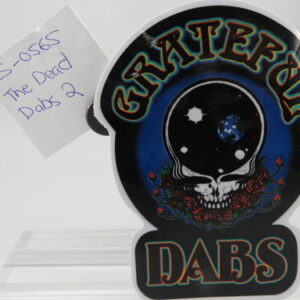 S-0565
The Dead
Dabs 2
GRATEFUL
DABS